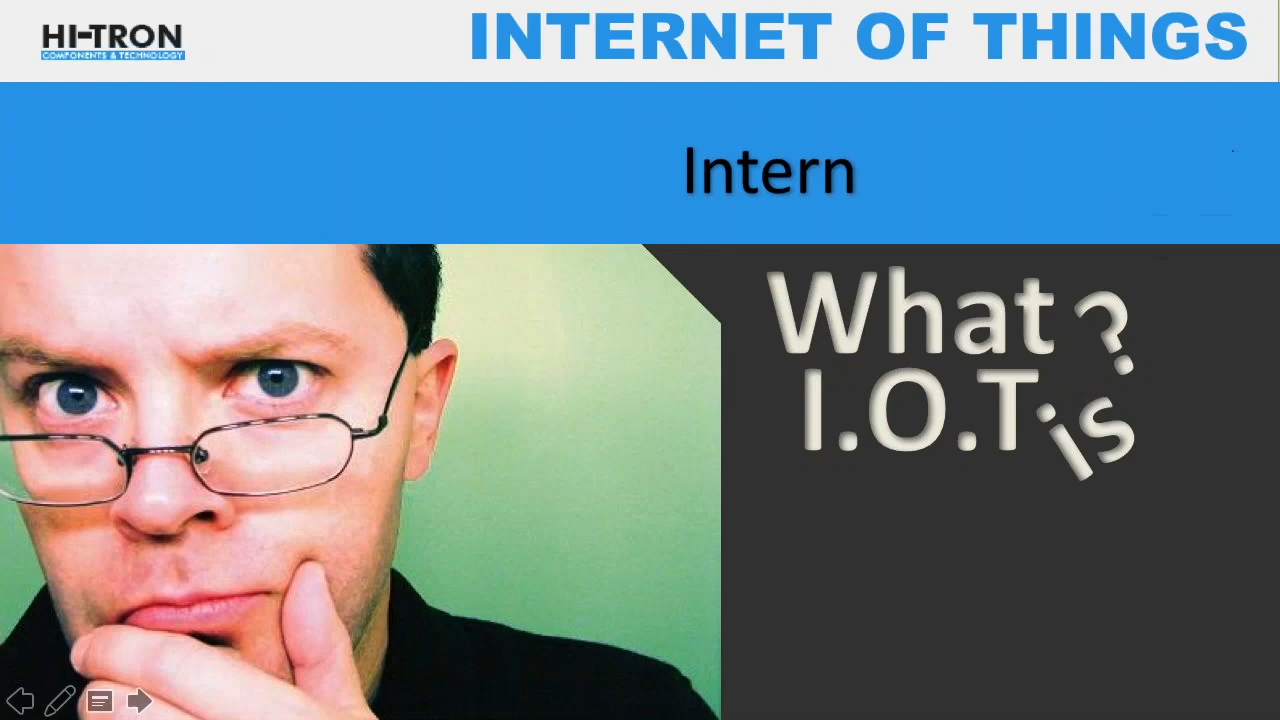 HI-TRON
COMPONENTS & TECHNOLOGY
INTERNET OF THINGS
Intern
What ?
I.O.T is